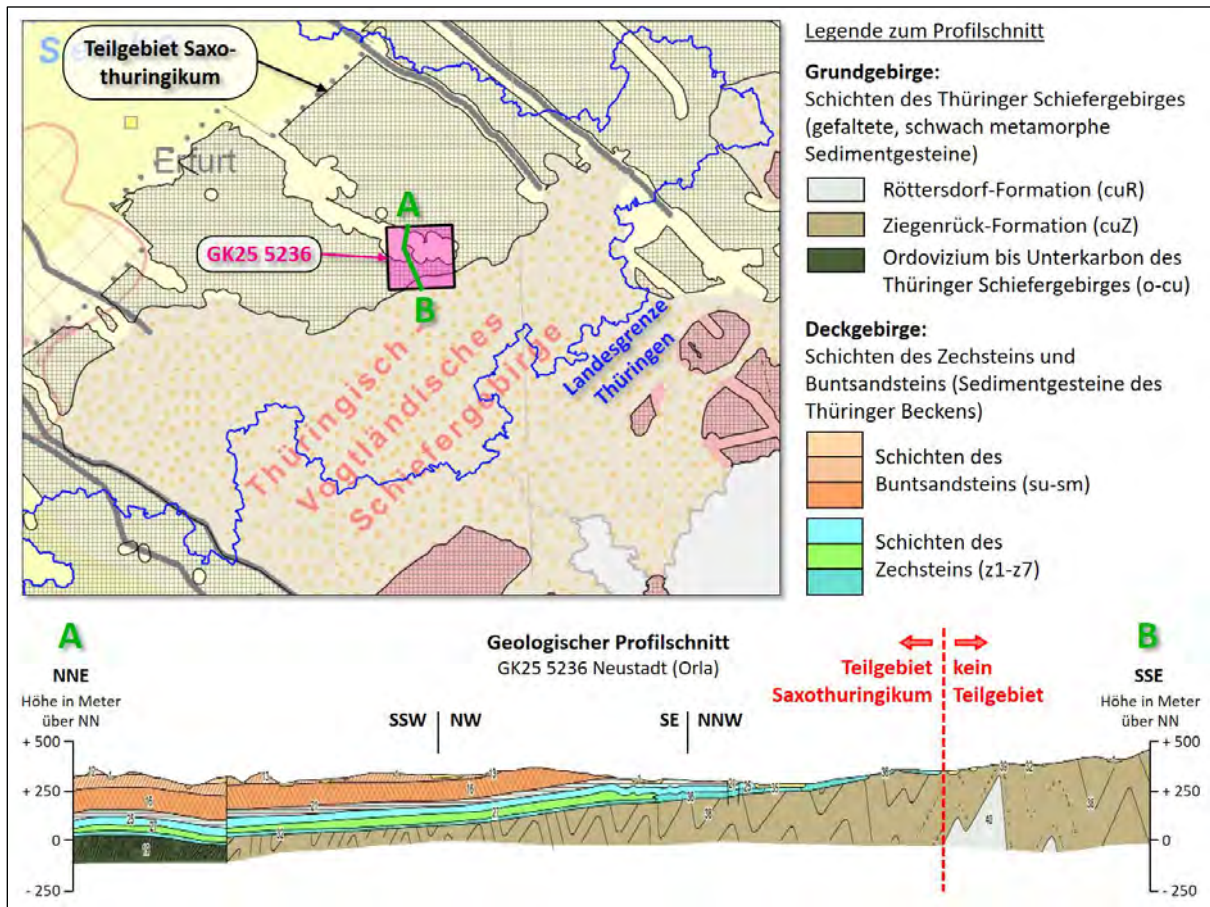 Teilgebiet Saxo-
thuringikum
Erfurt
A
GK25 5236
B
Thüringisch -
Vogtländisches
Schiefergebirge
Landesgrenze
Thüringen
Legende zum Profilschnitt
Grundgebirge:
Schichten des Thüringer Schiefergebirges
(gefaltete, schwach metamorphe
Sedimentgesteine)
Röttersdorf-Formation (cuR)
Ziegenrück-Formation (cuZ)
Ordovizium bis Unterkarbon des
Thüringer Schiefergebirges (o-cu)
Deckgebirge:
Schichten des Zechsteins und
Buntsandsteins (Sedimentgesteine des
Thüringer Beckens)
Schichten des
Buntsandsteins (su-sm)
Schichten des
Zechsteins (z1-z7)
A
NNE
Höhe in Meter
über NN
Geologischer Profilschnitt
GK25 5236 Neustadt (Orla)
SSW NW
SE NNW
Teilgebiet
Saxothuringikum
kein
Teilgebiet
B
SSE
Höhe in Meter
über NN
+ 500
+ 250
0
- 250
+ 500
+ 250
0
- 250